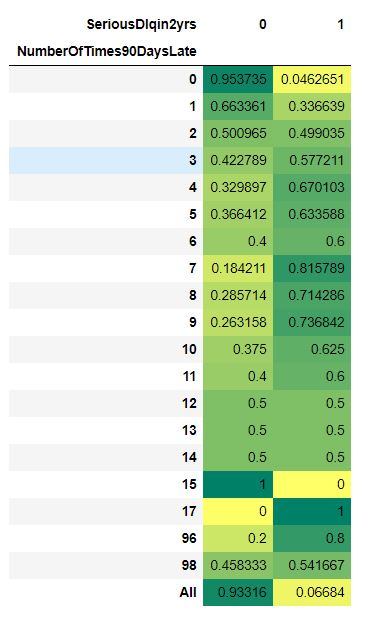 SeriousDlqin2yrs 0 1
NumberOfTimes90DaysLate
0 0.953735 0.0462651
1 0.663361 0.336639
2 0.500965 0.499035
3 0.422789 0.577211
4 0.329897 0.670103
5 0.366412 0.633588
6 0.4 0.6
7 0.184211 0.815789
8 0.285714 0.714286
9 0.263158 0.736842
10 0.375 0.625
11 0.4 0.6
12 0.5 0.5
13 0.5 0.5
14 0.5 0.5
15 1 0
17 0 1
96 0.2 0.8
98 0.458333 0.541667
All 0.93316 0.06684